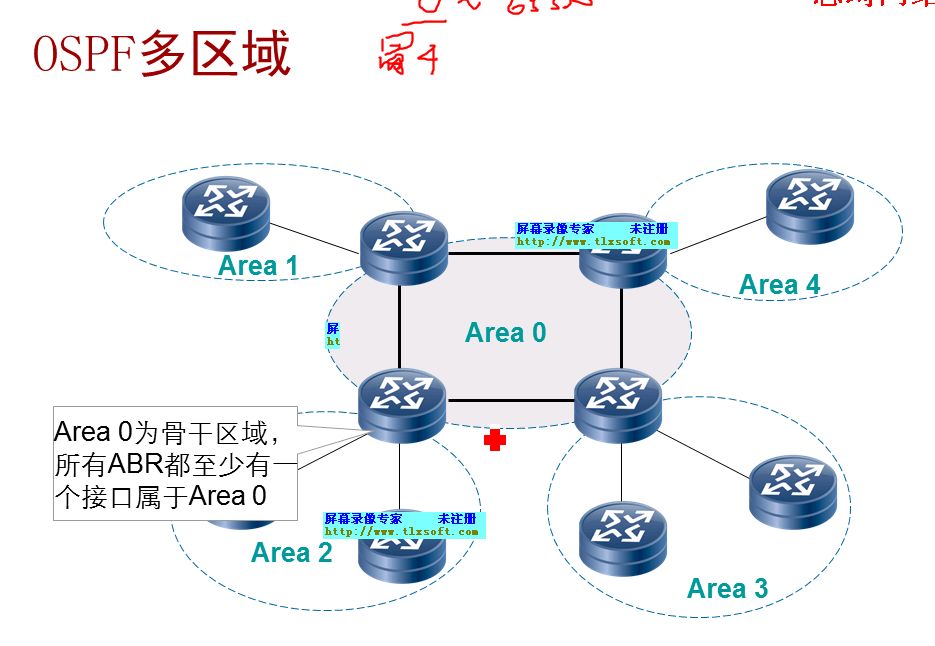 OSPF多区域
Area 1
屏幕录像专家 未注册
http://www.tlxsoft.com
Area 4
屏
ht
Area 0
Area 0为骨干区域，
所有ABR都至少有一
个接口属于Area 0
屏幕录像专家 未注册
http://www.tlxsoft.com
Area 2
Area 3